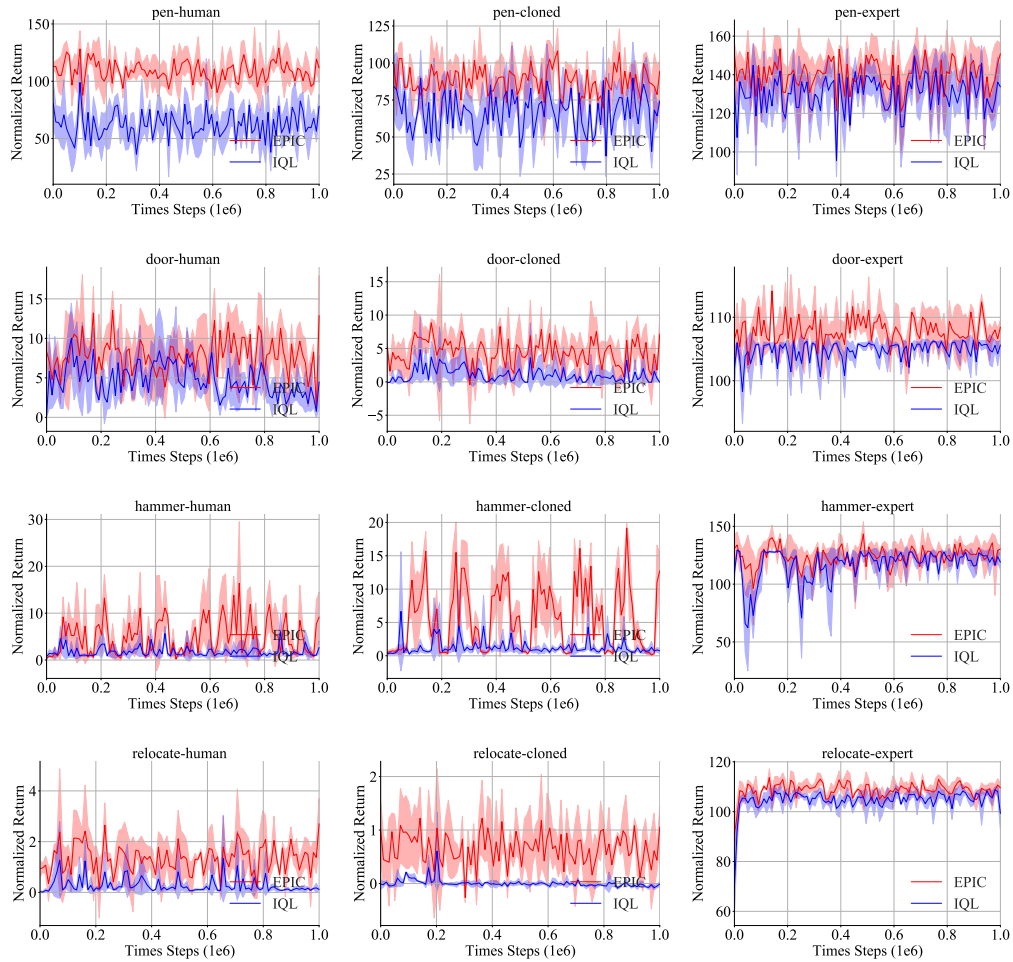 pen-human
Normalized Return
150
100
50
0.0 0.2 0.4 0.6 0.8 1.0
Times Steps (1e6)
EPIC
IQL
pen-cloned
Normalized Return
125
100
75
50
25
0.0 0.2 0.4 0.6 0.8 1.0
Times Steps (1e6)
EPIC
IQL
pen-expert
Normalized Return
160
140
120
100
0.0 0.2 0.4 0.6 0.8 1.0
Times Steps (1e6)
EPIC
IQL
door-human
Normalized Return
15
10
5
0
0.0 0.2 0.4 0.6 0.8 1.0
Times Steps (1e6)
EPIC
IQL
door-cloned
Normalized Return
15
10
5
0
−5
0.0 0.2 0.4 0.6 0.8 1.0
Times Steps (1e6)
EPIC
IQL
door-expert
Normalized Return
110
100
0.0 0.2 0.4 0.6 0.8 1.0
Times Steps (1e6)
EPIC
IQL
hammer-human
Normalized Return
30
20
10
0
0.0 0.2 0.4 0.6 0.8 1.0
Times Steps (1e6)
EPIC
IQL
hammer-cloned
Normalized Return
20
15
10
5
0
0.0 0.2 0.4 0.6 0.8 1.0
Times Steps (1e6)
EPIC
IQL
hammer-expert
Normalized Return
150
100
50
0.0 0.2 0.4 0.6 0.8 1.0
Times Steps (1e6)
EPIC
IQL
relocate-human
Normalized Return
4
2
0
0.0 0.2 0.4 0.6 0.8 1.0
Times Steps (1e6)
EPIC
IQL
relocate-cloned
Normalized Return
2
1
0
0.0 0.2 0.4 0.6 0.8 1.0
Times Steps (1e6)
EPIC
IQL
relocate-expert
Normalized Return
120
100
80
60
0.0 0.2 0.4 0.6 0.8 1.0
Times Steps (1e6)
EPIC
IQL